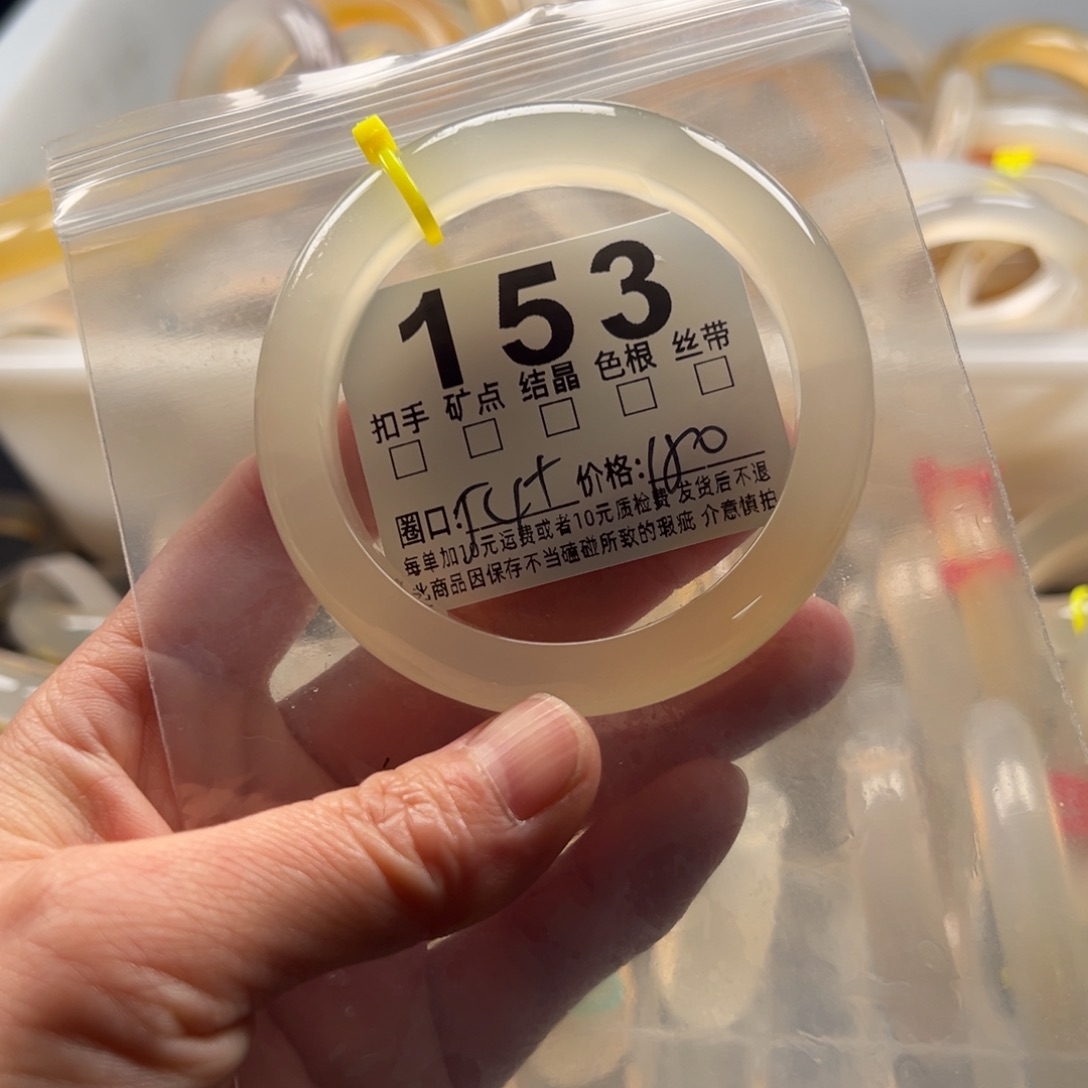 153
扣手 矿点 结晶 色根 丝带
圈口: 价格:
每单加10元运费或者10元质检费 发货后不退
此商品因保存不当磕碰所致的瑕疵 介意慎拍